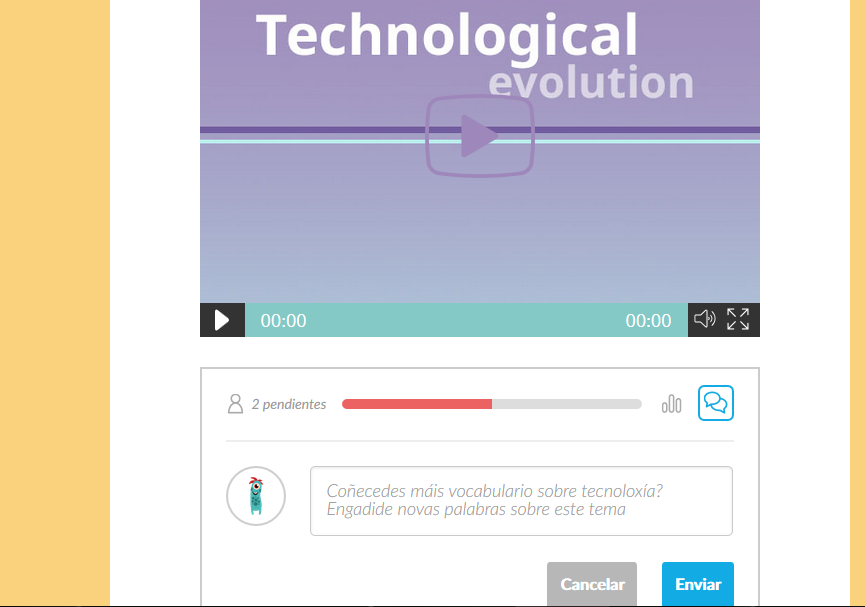 Technological
evolution
00:00 00:00
2 pendientes
Coñecedes máis vocabulario sobre tecnoloxía?
Engadide novas palabras sobre este tema
Cancelar Enviar